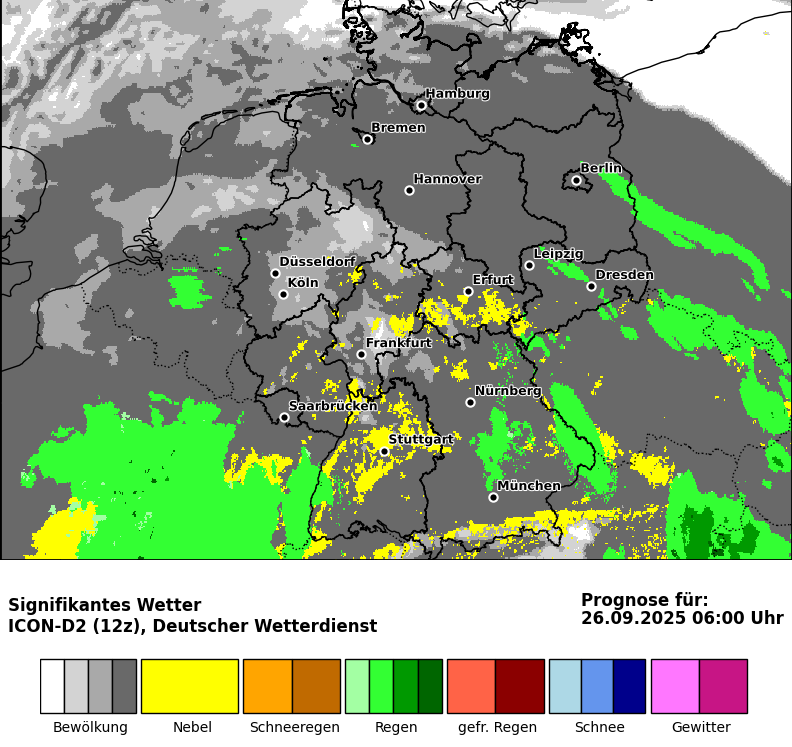 Hamburg
Bremen
Berlin
Hannover
Leipzig
Düsseldorf
Dresden
Köln
Erfurt
Frankfurt
Nürnberg
Saarbrücken
Stuttgart
München
Signifikantes Wetter
ICON-D2 (12z), Deutscher Wetterdienst
Prognose für:
26.09.2025 06:00 Uhr
Bewölkung Nebel Schneeregen Regen gefr. Regen Schnee Gewitter